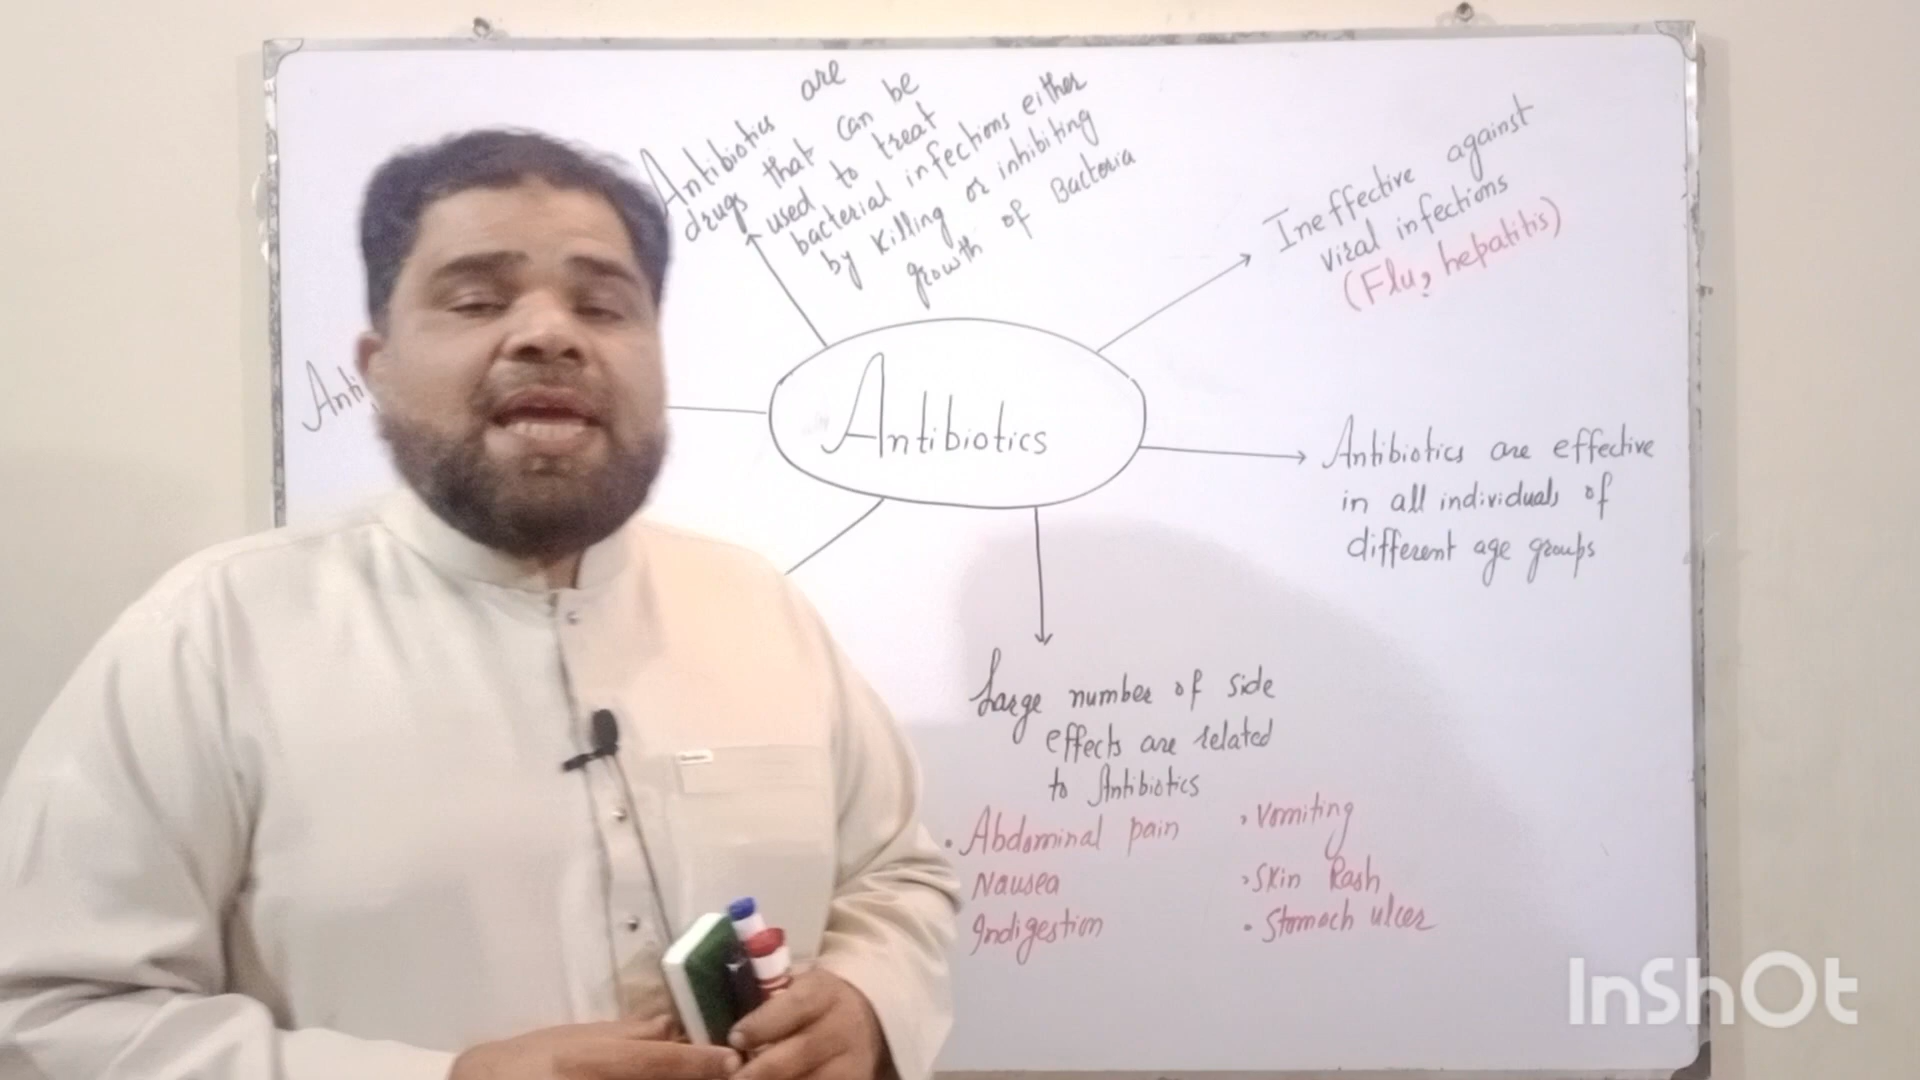 Antibiotics are
drugs that can be
used to treat
bacterial infections either
by killing or inhibiting
growth of Bacteria
Ineffective against
viral infections
(Flu, hepatitis)
Anti
Antibiotics
Antibiotics are effective
in all individuals of
different age groups
Large number of side
effects are related
to Antibiotics
• Abdominal pain
Nausea
Indigestion
• Vomiting
• Skin Rash
• Stomach ulcer
InShOt